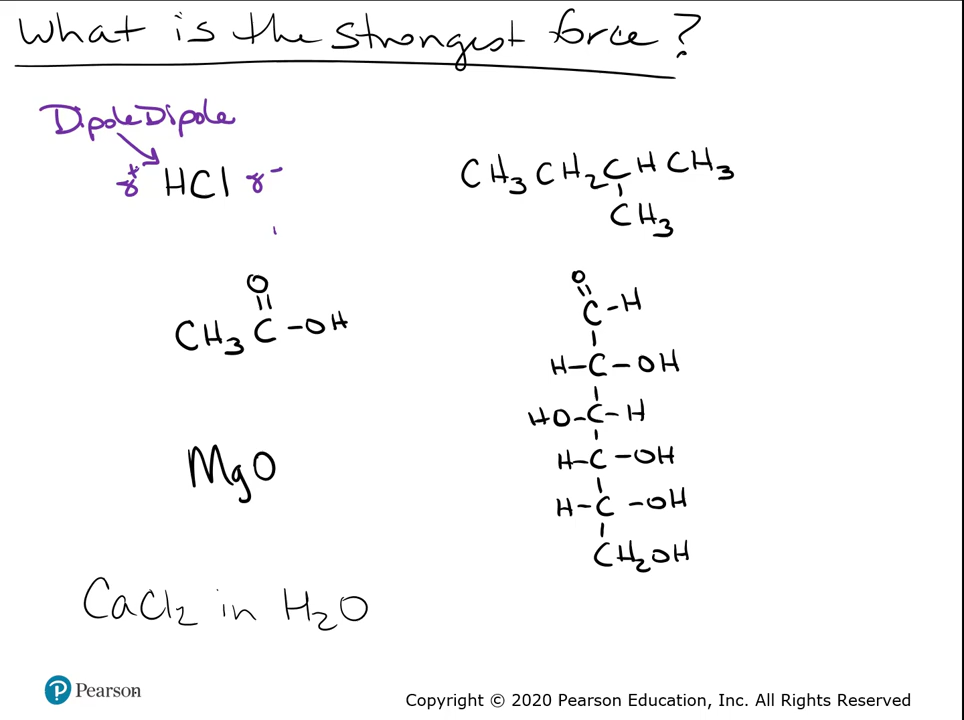 What is the strongest force?
Dipole Dipole
δ+ HCl δ-
CH3CH2CHCH3
CH3
O
CH3C-OH
O
C-H
H-C-OH
HO-C-H
H-C-OH
H-C-OH
CH2OH
MgO
CaCl2 in H2O
P Pearson
Copyright © 2020 Pearson Education, Inc. All Rights Reserved